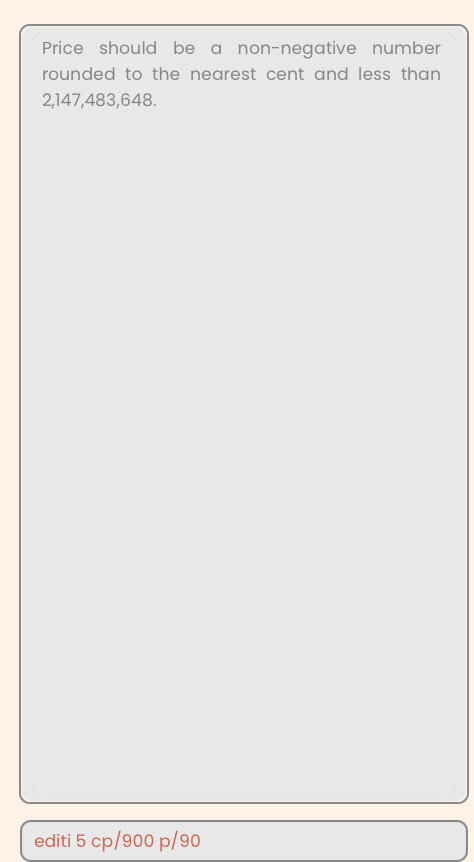 Price should be a non-negative number
rounded to the nearest cent and less than
2,147,483,648.
editi 5 cp/900 p/90